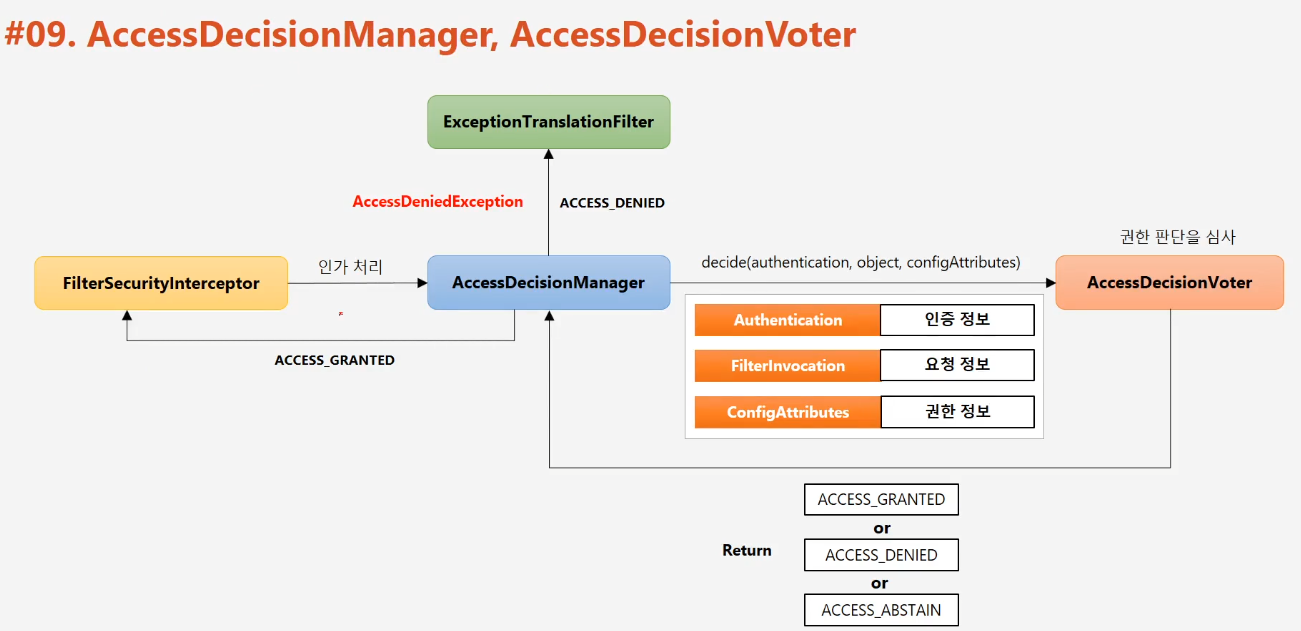 #09. AccessDecisionManager, AccessDecisionVoter
ExceptionTranslationFilter
AccessDeniedException
ACCESS_DENIED
권한 판단을 심사
FilterSecurityInterceptor
인가 처리
AccessDecisionManager
decide(authentication, object, configAttributes)
AccessDecisionVoter
Authentication 인증 정보
FilterInvocation 요청 정보
ConfigAttributes 권한 정보
ACCESS_GRANTED
Return
ACCESS_GRANTED
or
ACCESS_DENIED
or
ACCESS_ABSTAIN